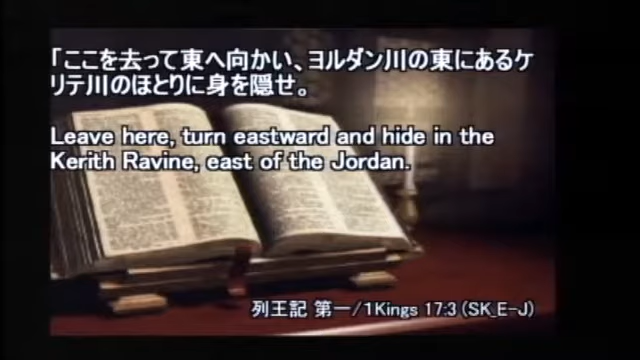 「ここを去って東へ向かい、ヨルダン川の東にあるケ
リテ川のほとりに身を隠せ。
Leave here, turn eastward and hide in the
Kerith Ravine, east of the Jordan.
列王記 第一/1Kings 17:3 (SK_E-J)